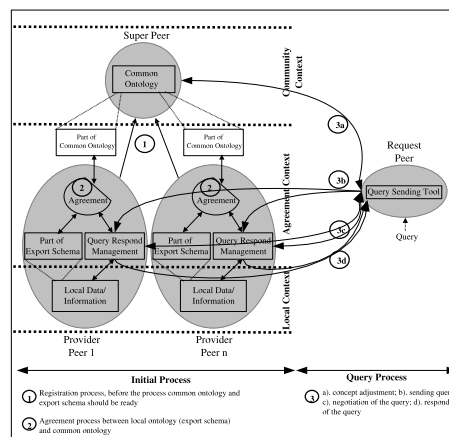 Super Peer
Common
Ontology
Community
Context
Part of
Common Ontology
1
Part of
Common Ontology
3a
Request
Peer
2
Agreement
2
Agreement
Agreement Context
3b
Query Sending Tool
Part of
Export Schema
Query Respond
Management
Part of
Export Schema
Query Respond
Management
3c
Query
3d
Local Data/
Information
Local Data/
Information
Local Context
Provider
Peer 1
Provider
Peer n
Initial Process
Query Process
1 Registration process, before the process common ontology and
export schema should be ready
2 Agreement process between local ontology (export schema)
and common ontology
3 a). concept adjustment; b). sending
c). negotiation of the query; d). respond
of the query